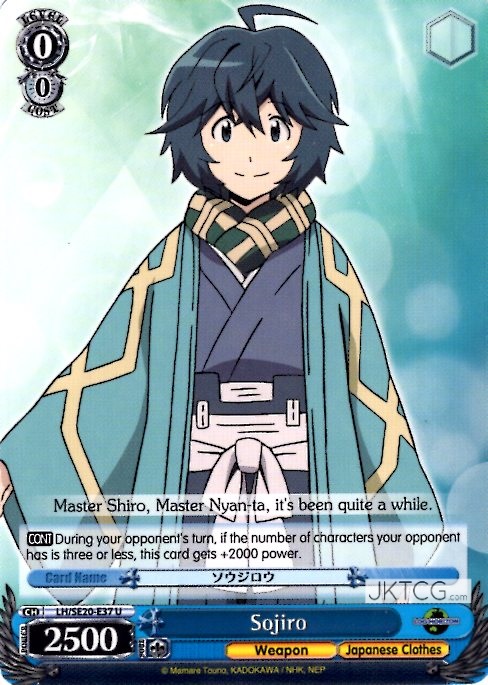 LEVEL
0
0
COST
Master Shiro, Master Nyan-ta, it's been quite a while.
CONT During your opponent's turn, if the number of characters your opponent
has is three or less, this card gets +2000 power.
Card Name
ソウジロウ
JKTCG.com
CH LH/SE20-E37 U
POWER
2500
Sojiro
Weapon
Japanese Clothes
© Mamare Touno, KADOKAWA / NHK, NEP